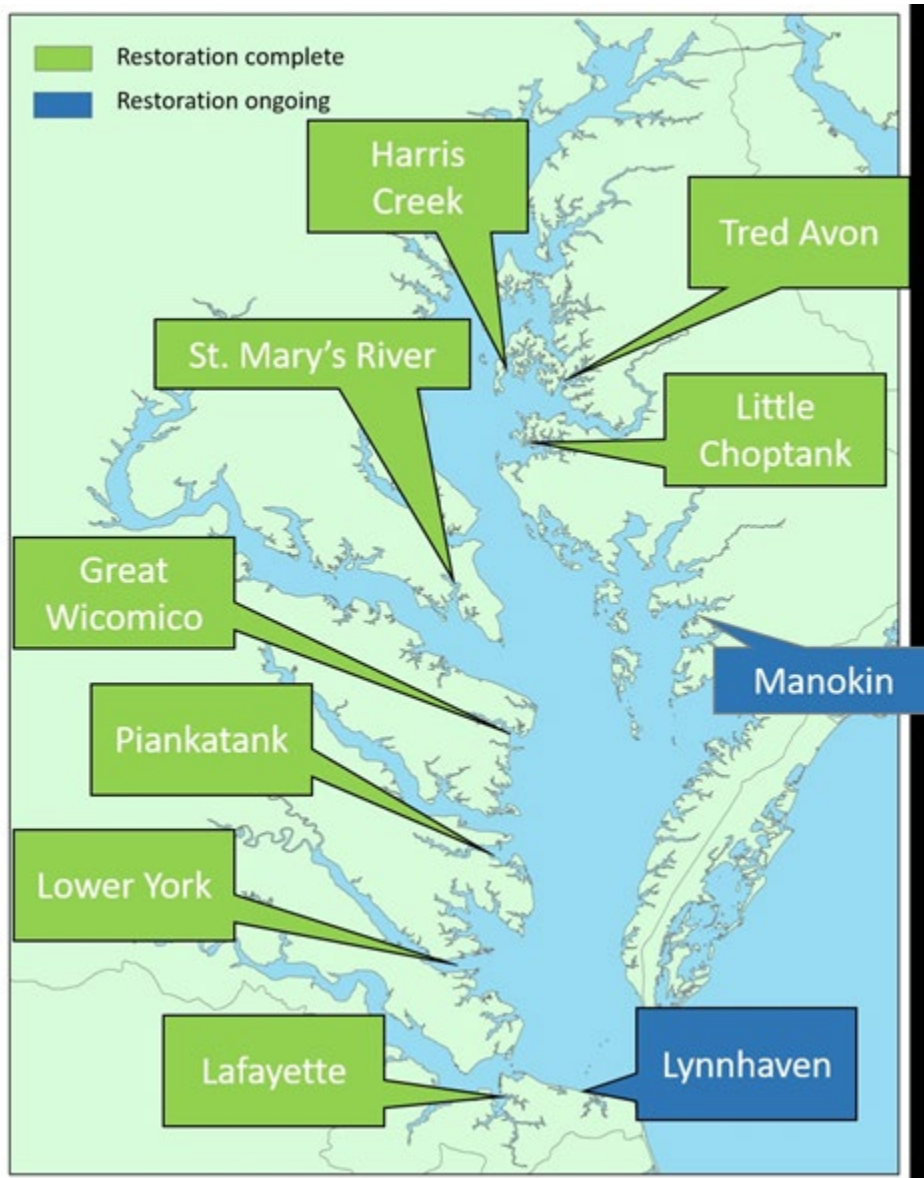 Restoration complete
Restoration ongoing
Harris
Creek
Tred Avon
St. Mary's River
Little
Choptank
Great
Wicomico
Manokin
Piankatank
Lower York
Lafayette
Lynnhaven